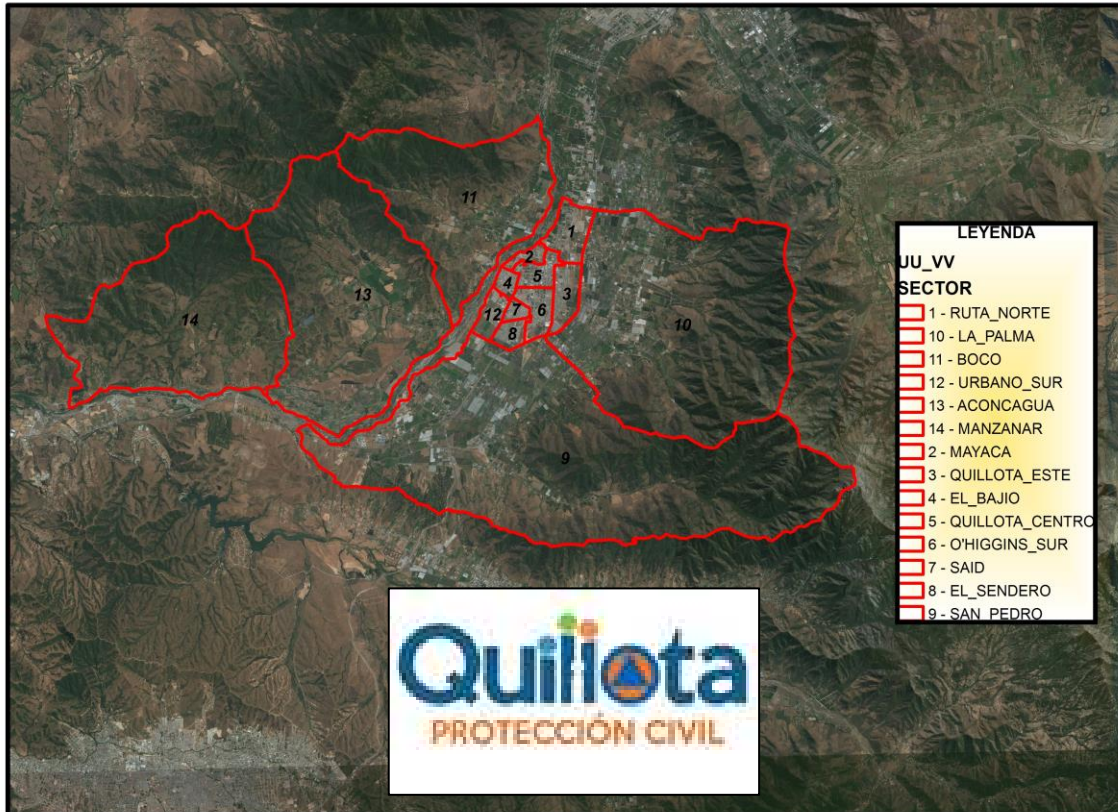 11
1
2
5
4
3
13
6
7
12
14
10
8
9
LEYENDA
UU_VV
SECTOR
1 - RUTA_NORTE
10 - LA_PALMA
11 - BOCO
12 - URBANO_SUR
13 - ACONCAGUA
14 - MANZANAR
2 - MAYACA
3 - QUILLOTA_ESTE
4 - EL_BAJIO
5 - QUILLOTA_CENTRO
6 - O'HIGGINS_SUR
7 - SAID
8 - EL_SENDERO
9 - SAN_PEDRO
Quillota
PROTECCIÓN CIVIL